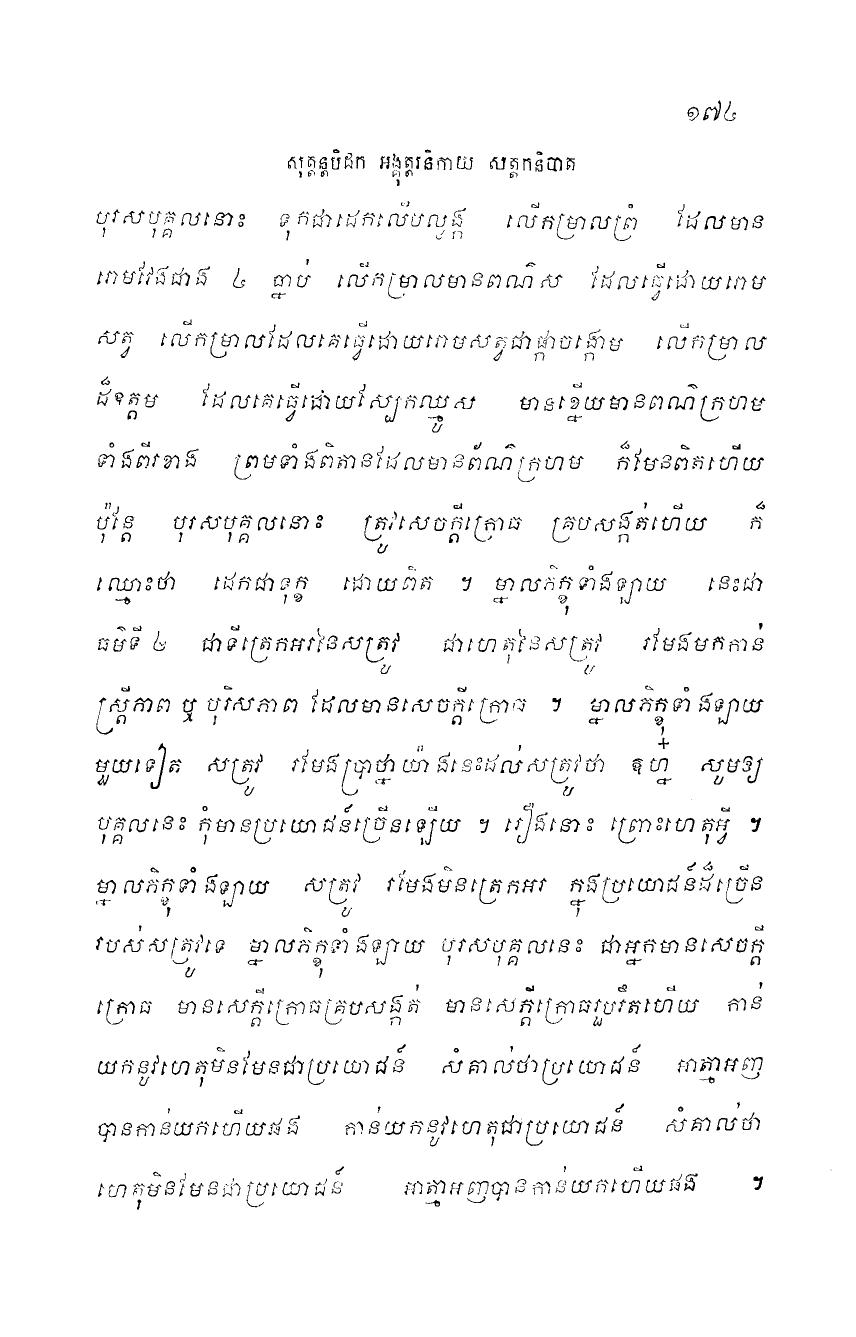 ១៧៤
សុត្តន្តបិដក អង្គុត្តរនិកាយ សត្តកនិបាត
បុរសបុគ្គលនោះ ទុកជាដេកលើបល្ល័ង្ក លើកម្រាលព្រំ ដែលមាន
រោមវែងជាង ៤ ធ្នាប់ លើកម្រាលមានពណ៌ស ដែលធ្វើដោយរោម
សត្វ លើកម្រាលដែលគេធ្វើដោយរោមសត្វជាផ្កាចង្កោម លើកម្រាល
ដ៏ឧត្តម ដែលគេធ្វើដោយស្បែកឈ្មូស មានខ្នើយមានពណ៌ក្រហម
ទាំងពីរខាង ព្រមទាំងពិតានដែលមានព័ណ៌ក្រហម ក៏មែនពិតហើយ
ប៉ុន្តែ បុរសបុគ្គលនោះ ត្រូវសេចក្តីក្រោធ គ្របសង្កត់ហើយ ក៏
ឈ្មោះថា ដេកជាទុក្ខ ដោយពិត ។ ម្នាលភិក្ខុទាំងឡាយ នេះជា
ធម៌ទី ៤ ជាទីត្រេកអរនៃសត្រូវ ជាហេតុនៃសត្រូវ រមែងមកកាន់
ស្ត្រីភាព ឬ បុរិសភាព ដែលមានសេចក្តីក្រោធ ។ ម្នាលភិក្ខុទាំងឡាយ
មួយទៀត សត្រូវ រមែងប្រាថ្នាយ៉ាងនេះដល់សត្រូវថា ឱហ្ន៎ សូមឲ្យ
បុគ្គលនេះ កុំមានប្រយោជន៍ច្រើនឡើយ ។ រឿងនោះ ព្រោះហេតុអ្វី ។
ម្នាលភិក្ខុទាំងឡាយ សត្រូវ រមែងមិនត្រេកអរ ក្នុងប្រយោជន៍ដ៏ច្រើន
របស់សត្រូវទេ ម្នាលភិក្ខុទាំងឡាយ បុរសបុគ្គលនេះ ជាអ្នកមានសេចក្តី
ក្រោធ មានសេក្តីក្រោធគ្របសង្កត់ មានសេក្តីក្រោធរួបរឹតហើយ កាន់
យកនូវហេតុមិនមែនជាប្រយោជន៍ សំគាល់ថាប្រយោជន៍ អាត្មាអញ
បានកាន់យកហើយផង កាន់យកនូវហេតុជាប្រយោជន៍ សំគាល់ថា
ហេតុមិនមែនជាប្រយោជន៍ អាត្មាអញបានកាន់យកហើយផង ។